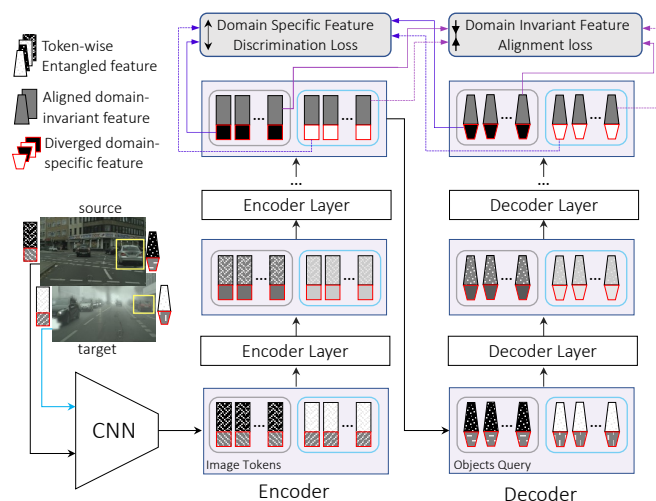 Token-wise
Entangled feature
Aligned domain-
invariant feature
Diverged domain-
specific feature
Domain Specific Feature
Discrimination Loss
Domain Invariant Feature
Alignment loss
...
...
...
...
...
...
Encoder Layer
Decoder Layer
source
target
...
...
...
...
Encoder Layer
Decoder Layer
CNN
...
...
...
...
Image Tokens
Objects Query
Encoder
Decoder